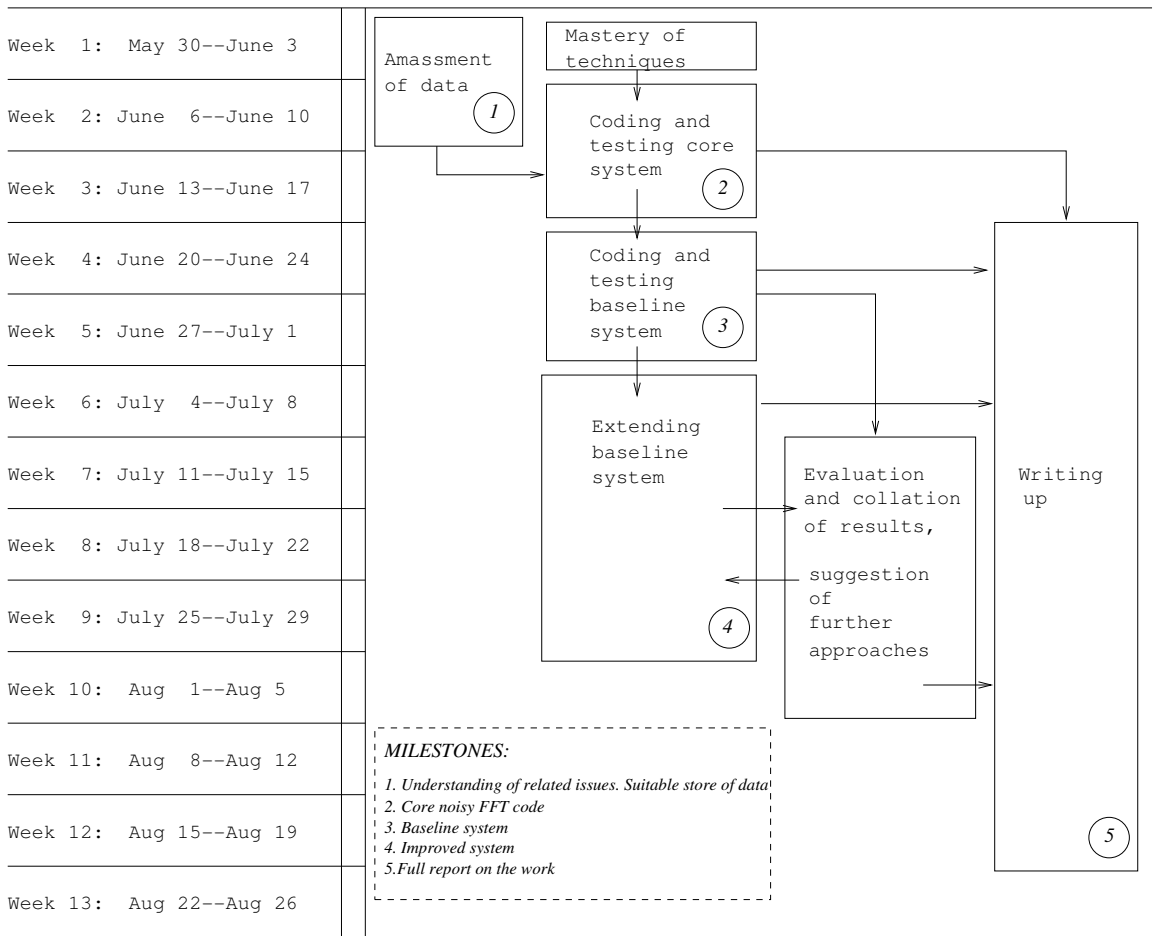 Week 1: May 30--June 3
Week 2: June 6--June 10
Week 3: June 13--June 17
Week 4: June 20--June 24
Week 5: June 27--July 1
Week 6: July 4--July 8
Week 7: July 11--July 15
Week 8: July 18--July 22
Week 9: July 25--July 29
Week 10: Aug 1--Aug 5
Week 11: Aug 8--Aug 12
Week 12: Aug 15--Aug 19
Week 13: Aug 22--Aug 26
Amassment
of data
1
Mastery of
techniques
Coding and
testing core
system
2
Coding and
testing
baseline
system
3
Extending
baseline
system
4
Evaluation
and collation
of results,
suggestion
of
further
approaches
Writing
up
5
MILESTONES:
1. Understanding of related issues. Suitable store of data
2. Core noisy FFT code
3. Baseline system
4. Improved system
5.Full report on the work